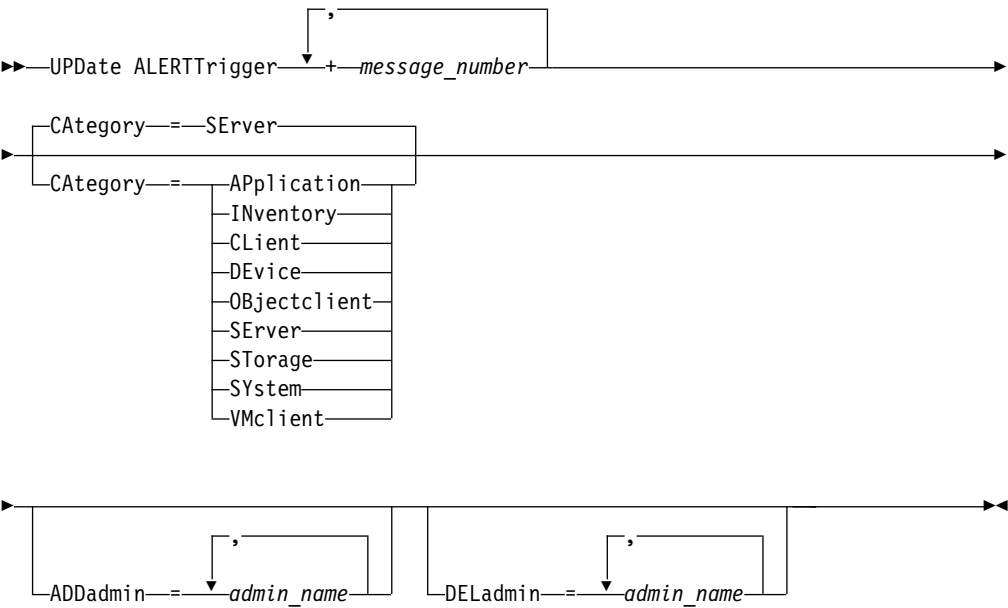 ,
UPDate ALERTTrigger + message_number
CAtegory = SErver
CAtegory = APplication
INventory
CLient
DEvice
OBjectclient
SErver
STorage
SYstem
VMclient
, ,
ADDadmin = admin_name DELadmin = admin_name